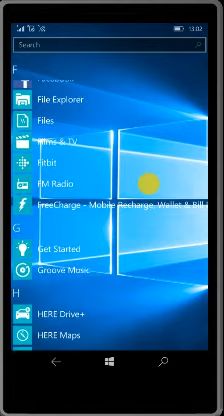 13:02
Search
F
Facebook
File Explorer
Files
Films & TV
Fitbit
FM Radio
FreeCharge - Mobile Recharge, Wallet & Bill
G
Get Started
Groove Music
H
HERE Drive+
HERE Maps